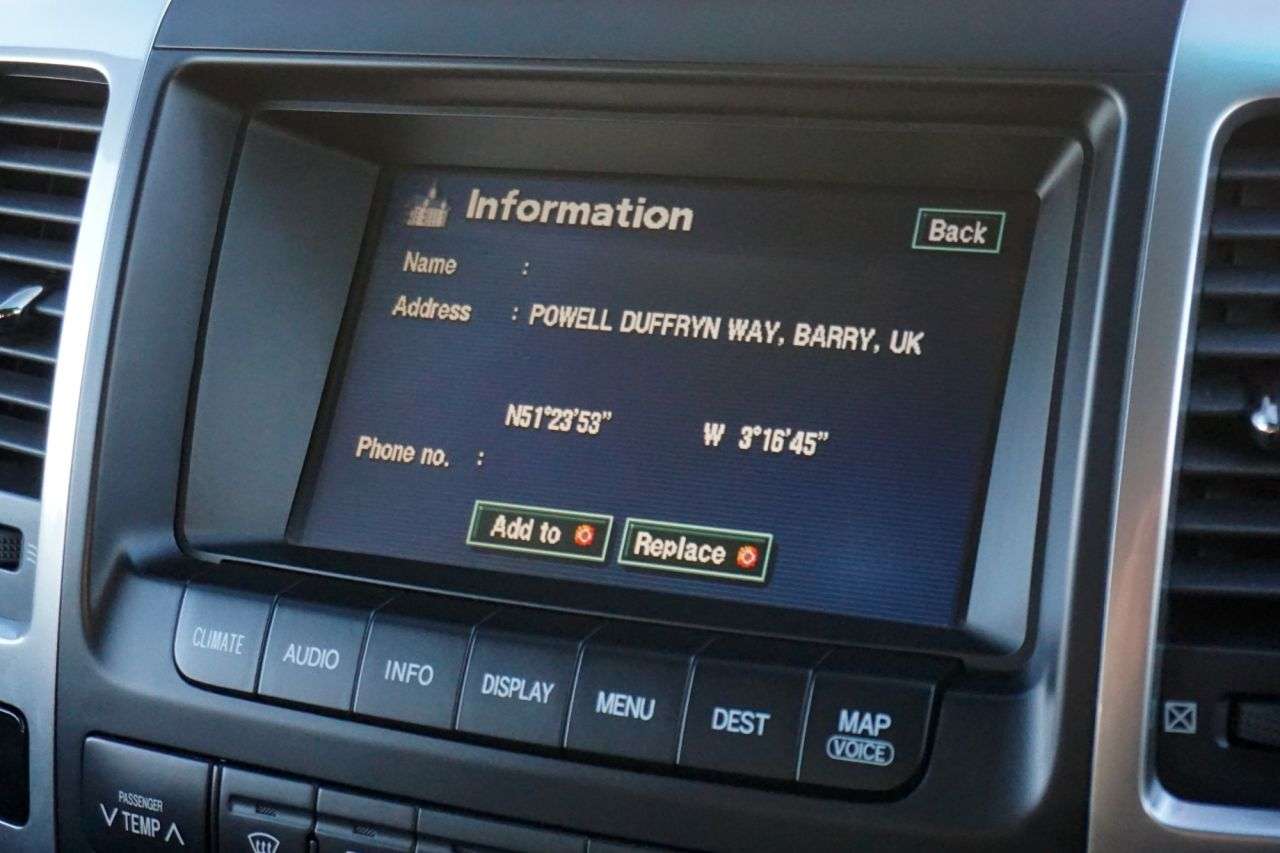 Information
Back
Name :
Address : POWELL DUFFRYN WAY, BARRY, UK
N51°23'53" W 3°16'45"
Phone no. :
Add to Replace
CLIMATE AUDIO INFO DISPLAY MENU DEST MAP
VOICE
PASSENGER
TEMP